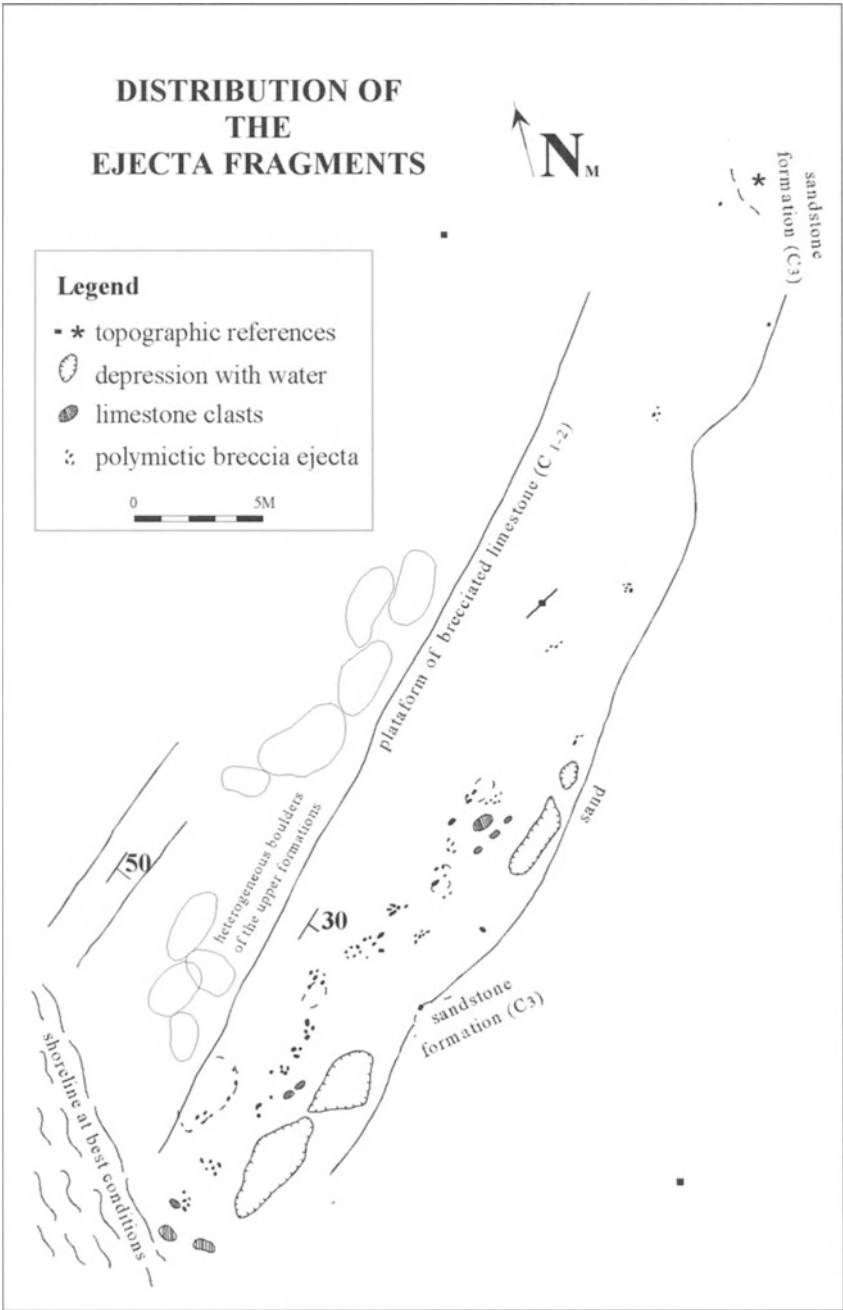 DISTRIBUTION OF
THE
EJECTA FRAGMENTS
N M
sandstone
formation (C3)
Legend
topographic references
depression with water
limestone clasts
polymictic breccia ejecta
0 5M
plataform of brecciated limestone (C 1-2)
heterogeneous boulders
of the upper formations
50
30
sand
sandstone
formation (C3)
shoreline at best conditions